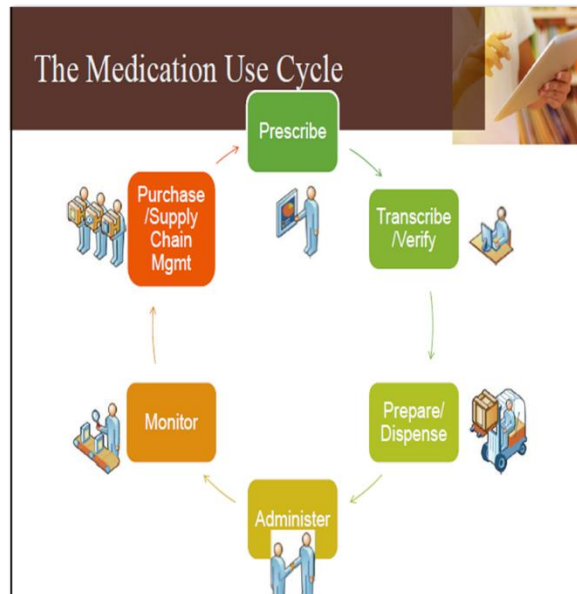 The Medication Use Cycle
Prescribe
Transcribe
/Verify
Prepare/
Dispense
Administer
Monitor
Purchase
/Supply
Chain
Mgmt